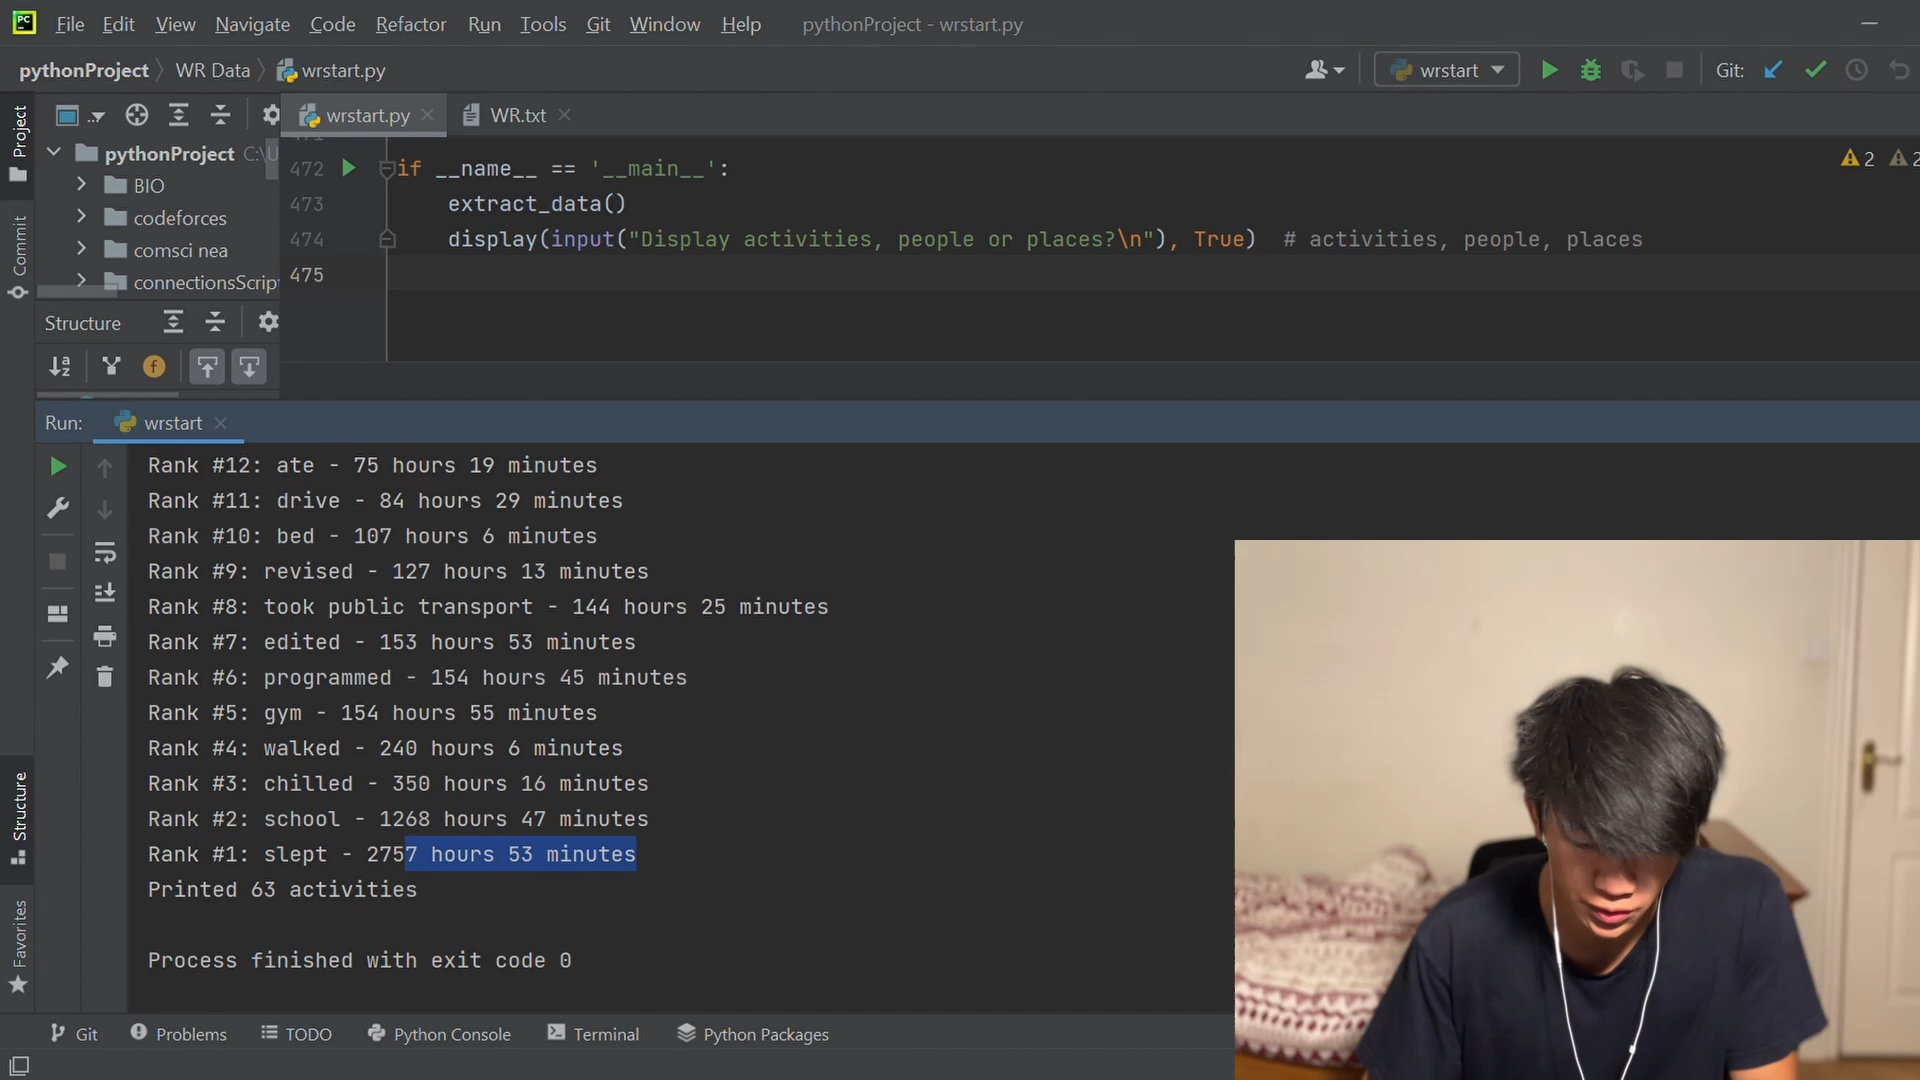 PC File Edit View Navigate Code Refactor Run Tools Git Window Help pythonProject - wrstart.py
pythonProject WR Data wrstart.py wrstart Git:
Project
wrstart.py WR.txt
pythonProject C:\U
BIO
codeforces
comsci nea
connectionsScrip
Commit
472 if __name__ == '__main__': 2 2
473 extract_data()
474 display(input("Display activities, people or places?\n"), True) # activities, people, places
475
Structure
Run: wrstart
Rank #12: ate - 75 hours 19 minutes
Rank #11: drive - 84 hours 29 minutes
Rank #10: bed - 107 hours 6 minutes
Rank #9: revised - 127 hours 13 minutes
Rank #8: took public transport - 144 hours 25 minutes
Rank #7: edited - 153 hours 53 minutes
Rank #6: programmed - 154 hours 45 minutes
Rank #5: gym - 154 hours 55 minutes
Rank #4: walked - 240 hours 6 minutes
Rank #3: chilled - 350 hours 16 minutes
Rank #2: school - 1268 hours 47 minutes
Rank #1: slept - 2757 hours 53 minutes
Printed 63 activities
Process finished with exit code 0
Structure
Favorites
Git Problems TODO Python Console Terminal Python Packages